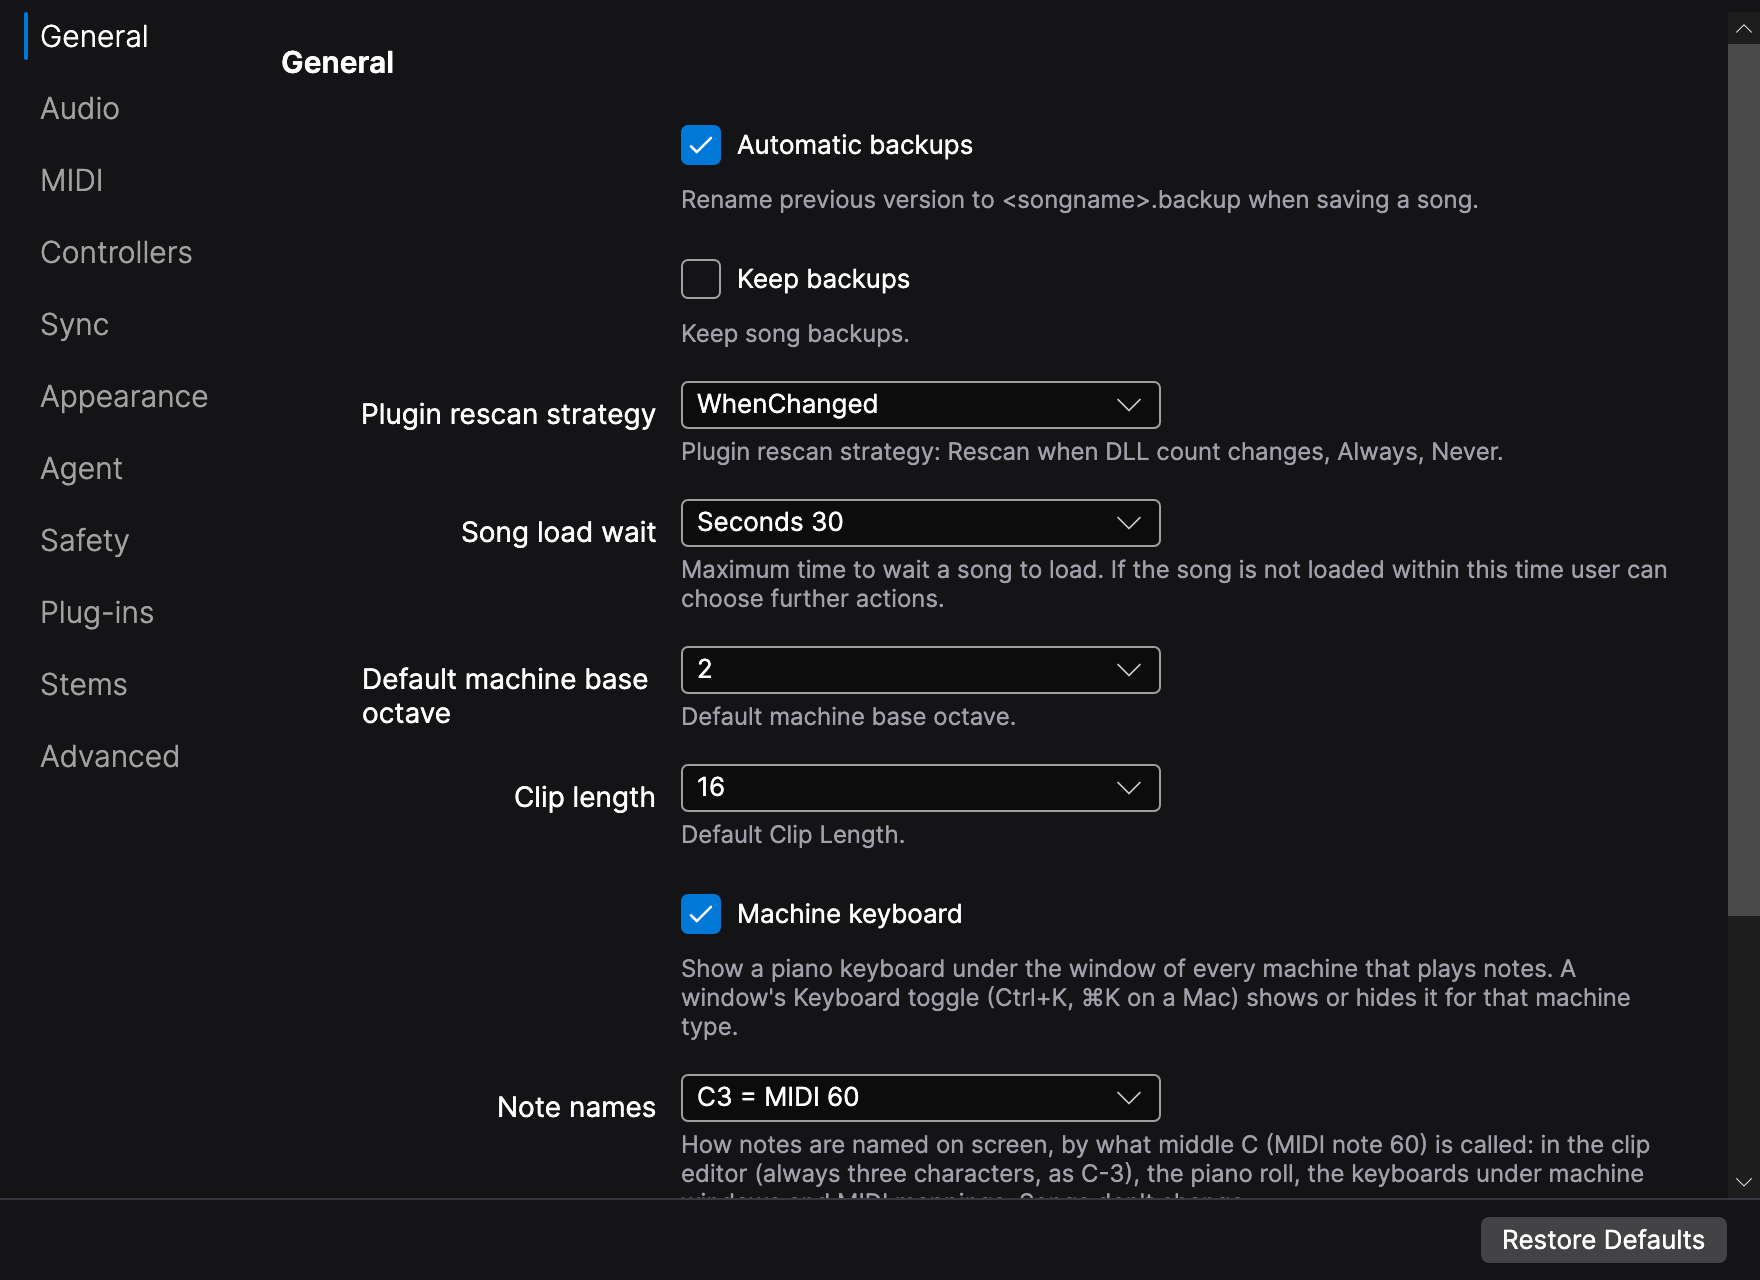 General
Audio
MIDI
Controllers
Sync
Appearance
Agent
Safety
Plug-ins
Stems
Advanced
General
Automatic backups
Rename previous version to <songname>.backup when saving a song.
Keep backups
Keep song backups.
Plugin rescan strategy
WhenChanged
Plugin rescan strategy: Rescan when DLL count changes, Always, Never.
Song load wait
Seconds 30
Maximum time to wait a song to load. If the song is not loaded within this time user can
choose further actions.
Default machine base
octave
2
Default machine base octave.
Clip length
16
Default Clip Length.
Machine keyboard
Show a piano keyboard under the window of every machine that plays notes. A
window's Keyboard toggle (Ctrl+K, ⌘K on a Mac) shows or hides it for that machine
type.
Note names
C3 = MIDI 60
How notes are named on screen, by what middle C (MIDI note 60) is called: in the clip
editor (always three characters, as C-3), the piano roll, the keyboards under machine
windows and MIDI mappings. Songs don't change.
Restore Defaults